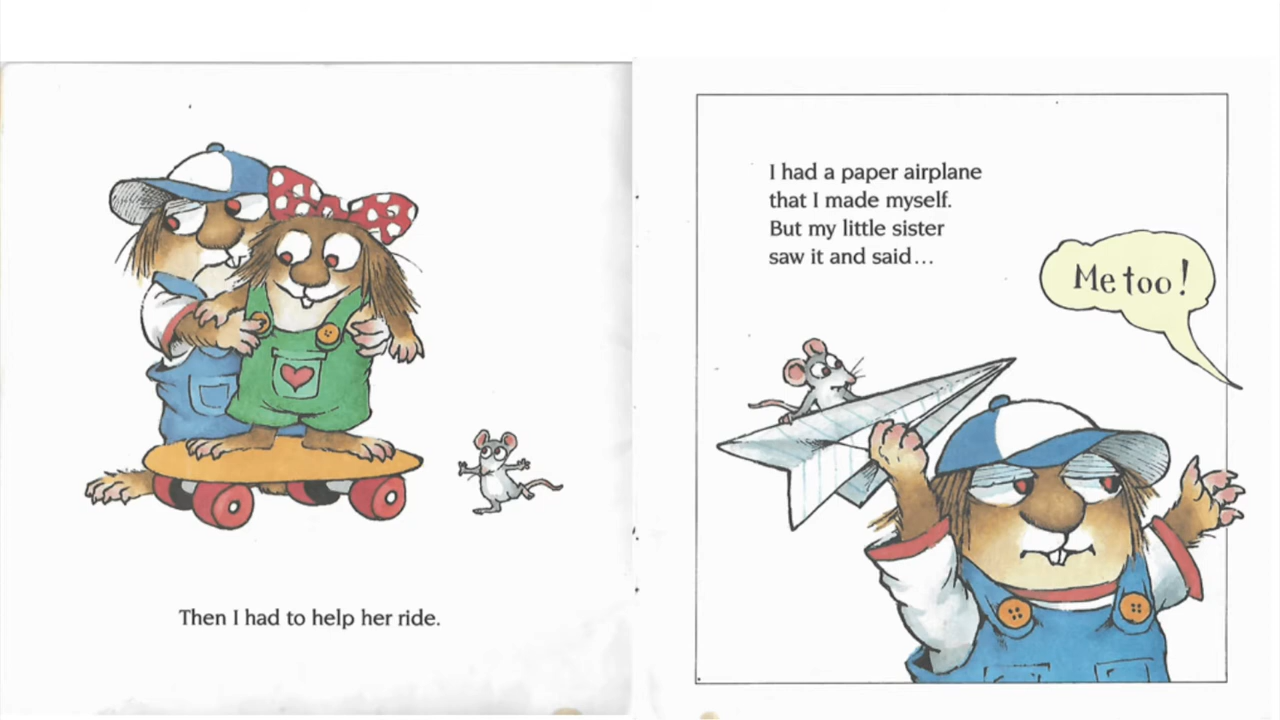 Then I had to help her ride.
I had a paper airplane
that I made myself.
But my little sister
saw it and said...
Me too!